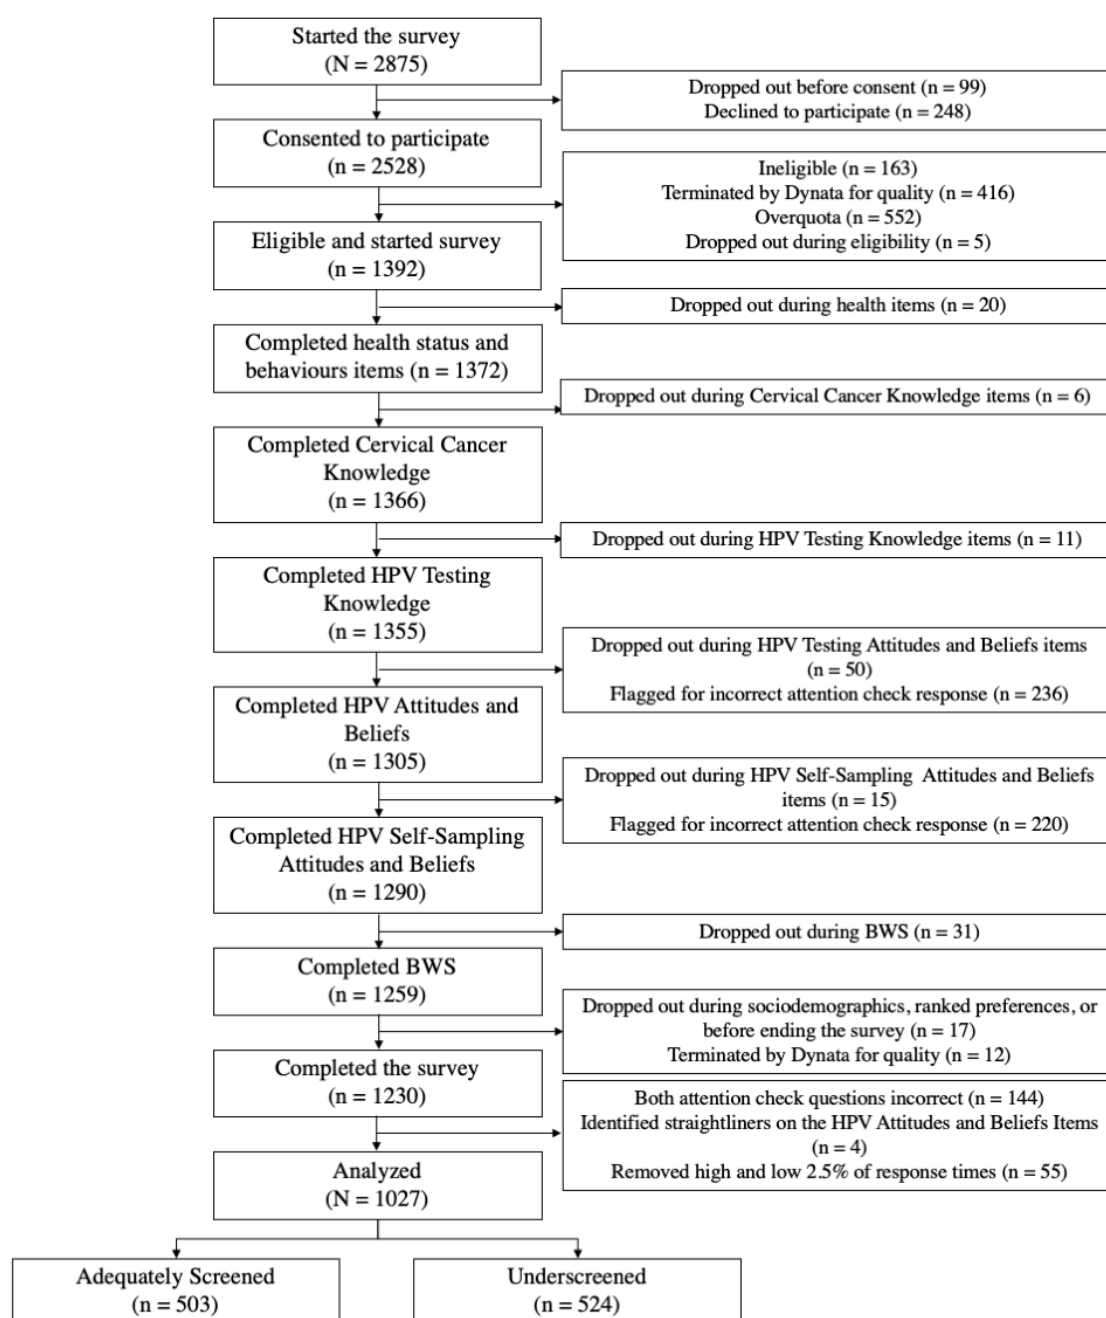 Started the survey
(N = 2875)
Dropped out before consent (n = 99)
Declined to participate (n = 248)
Consented to participate
(n = 2528)
Ineligible (n = 163)
Terminated by Dynata for quality (n = 416)
Overquota (n = 552)
Dropped out during eligibility (n = 5)
Eligible and started survey
(n = 1392)
Dropped out during health items (n = 20)
Completed health status and
behaviours items (n = 1372)
Dropped out during Cervical Cancer Knowledge items (n = 6)
Completed Cervical Cancer
Knowledge
(n = 1366)
Dropped out during HPV Testing Knowledge items (n = 11)
Completed HPV Testing
Knowledge
(n = 1355)
Dropped out during HPV Testing Attitudes and Beliefs items
(n = 50)
Flagged for incorrect attention check response (n = 236)
Completed HPV Attitudes and
Beliefs
(n = 1305)
Dropped out during HPV Self-Sampling Attitudes and Beliefs
items (n = 15)
Flagged for incorrect attention check response (n = 220)
Completed HPV Self-Sampling
Attitudes and Beliefs
(n = 1290)
Dropped out during BWS (n = 31)
Completed BWS
(n = 1259)
Dropped out during sociodemographics, ranked preferences, or
before ending the survey (n = 17)
Terminated by Dynata for quality (n = 12)
Completed the survey
(n = 1230)
Both attention check questions incorrect (n = 144)
Identified straightliners on the HPV Attitudes and Beliefs Items
(n = 4)
Removed high and low 2.5% of response times (n = 55)
Analyzed
(N = 1027)
Adequately Screened
(n = 503)
Underscreened
(n = 524)